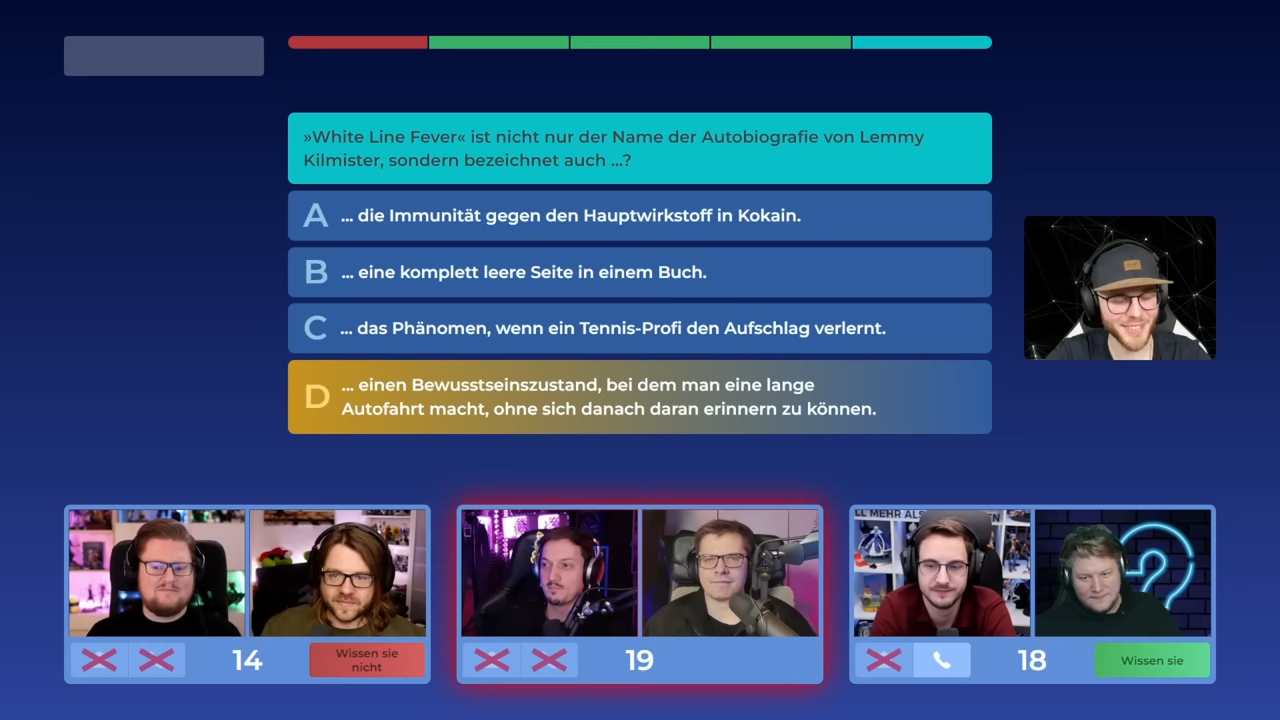 »White Line Fever« ist nicht nur der Name der Autobiografie von Lemmy
Kilmister, sondern bezeichnet auch ...?
A ... die Immunität gegen den Hauptwirkstoff in Kokain.
B ... eine komplett leere Seite in einem Buch.
C ... das Phänomen, wenn ein Tennis-Profi den Aufschlag verlernt.
D ... einen Bewusstseinszustand, bei dem man eine lange
Autofahrt macht, ohne sich danach daran erinnern zu können.
LL MEHR ALS
14
Wissen sie
nicht
19
18
Wissen sie